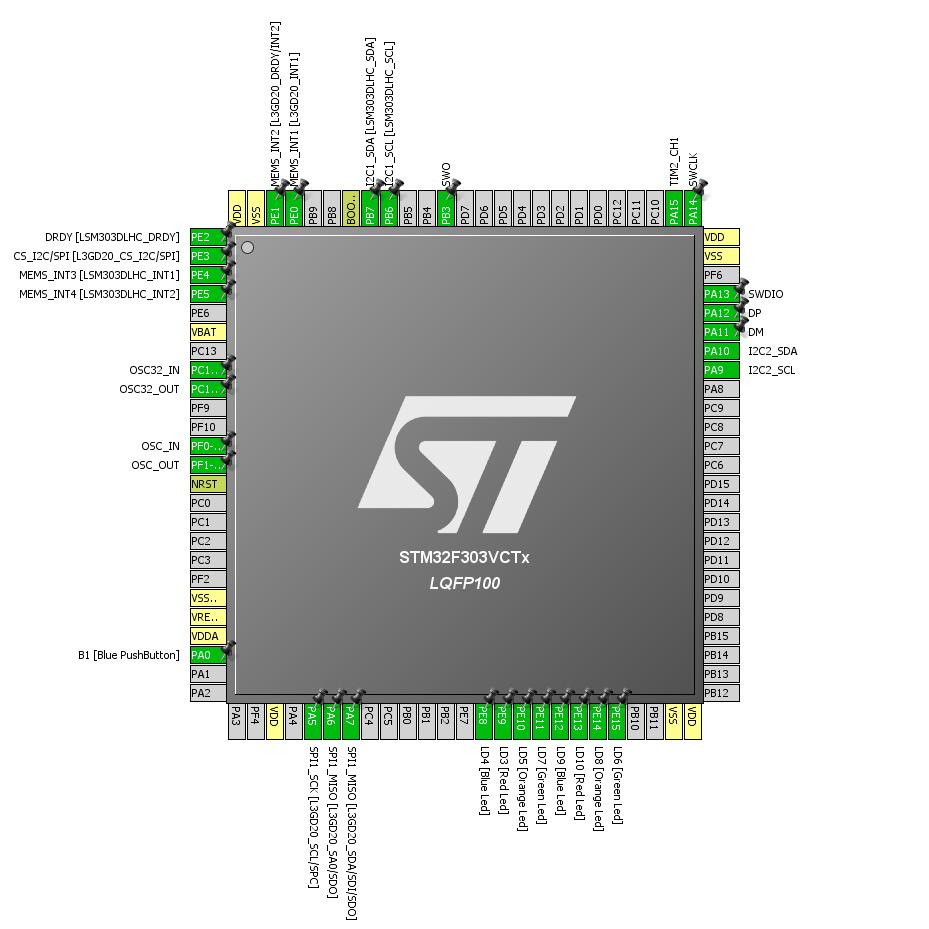 MEMS_INT2 [L3GD20_DRDY/INT2]
MEMS_INT1 [L3GD20_INT1]
I2C1_SDA [LSM303DLHC_SDA]
I2C1_SCL [LSM303DLHC_SCL]
SWO
TIM2_CH1
SWCLK
VDD
VSS
PE1
PE0
PB9
PB8
BOO..
PB7
PB6
PB5
PB4
PB3
PD7
PD6
PD5
PD4
PD3
PD2
PD1
PD0
PC12
PC11
PC10
PA15
PA14
DRDY [LSM303DLHC_DRDY] PE2
CS_I2C/SPI [L3GD20_CS_I2C/SPI] PE3
MEMS_INT3 [LSM303DLHC_INT1] PE4
MEMS_INT4 [LSM303DLHC_INT2] PE5
PE6
VBAT
PC13
OSC32_IN PC1..
OSC32_OUT PC1..
PF9
PF10
OSC_IN PF0-..
OSC_OUT PF1-..
NRST
PC0
PC1
PC2
PC3
PF2
VSS..
VRE..
VDDA
B1 [Blue PushButton] PA0
PA1
PA2
ST
STM32F303VCTx
LQFP100
VDD
VSS
PF6
PA13 SWDIO
PA12 DP
PA11 DM
PA10 I2C2_SDA
PA9 I2C2_SCL
PA8
PC9
PC8
PC7
PC6
PD15
PD14
PD13
PD12
PD11
PD10
PD9
PD8
PB15
PB14
PB13
PB12
PA3
PF4
VDD
PA4
PA5
PA6
PA7
PC4
PC5
PB0
PB1
PB2
PE7
PE8
PE9
PE10
PE11
PE12
PE13
PE14
PE15
PB10
PB11
VSS
VDD
SPI1_SCK [L3GD20_SCL/SPC]
SPI1_MISO [L3GD20_SA0/SDO]
SPI1_MISO [L3GD20_SDA/SDI/SDO]
LD4 [Blue Led]
LD3 [Red Led]
LD5 [Orange Led]
LD7 [Green Led]
LD9 [Blue Led]
LD10 [Red Led]
LD8 [Orange Led]
LD6 [Green Led]